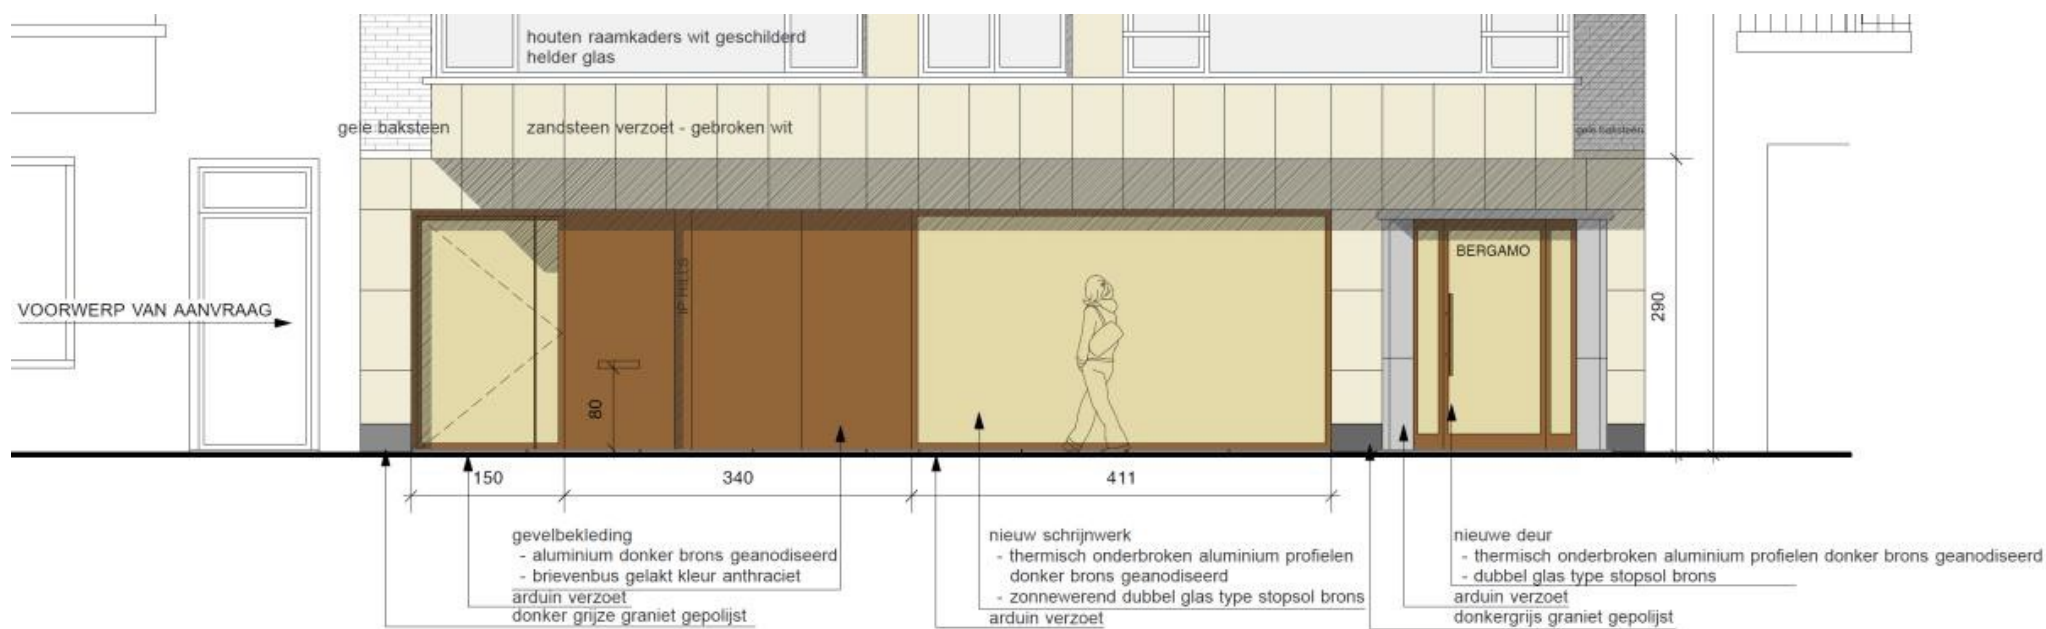 houten raamkaders wit geschilderd
helder glas
gele baksteen
zandsteen verzoet - gebroken wit
gele baksteen
BERGAMO
IP HILLS
VOORWERP VAN AANVRAAG
290
80
150
340
411
gevelbekleding
- aluminium donker brons geanodiseerd
- brievenbus gelakt kleur anthraciet
arduin verzoet
donker grijze graniet gepolijst
nieuw schrijnwerk
- thermisch onderbroken aluminium profielen
donker brons geanodiseerd
- zonnewerend dubbel glas type stopsol brons
arduin verzoet
nieuwe deur
- thermisch onderbroken aluminium profielen donker brons geanodiseerd
- dubbel glas type stopsol brons
arduin verzoet
donkergrijs graniet gepolijst